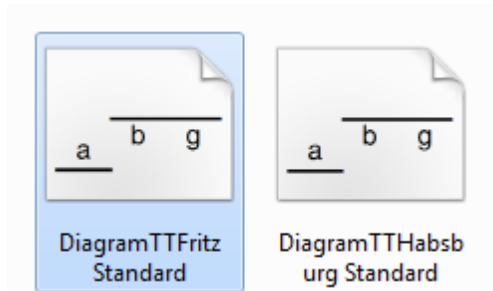 a b g
DiagramTTFritz
Standard
a b g
DiagramTTHabsb
urg Standard